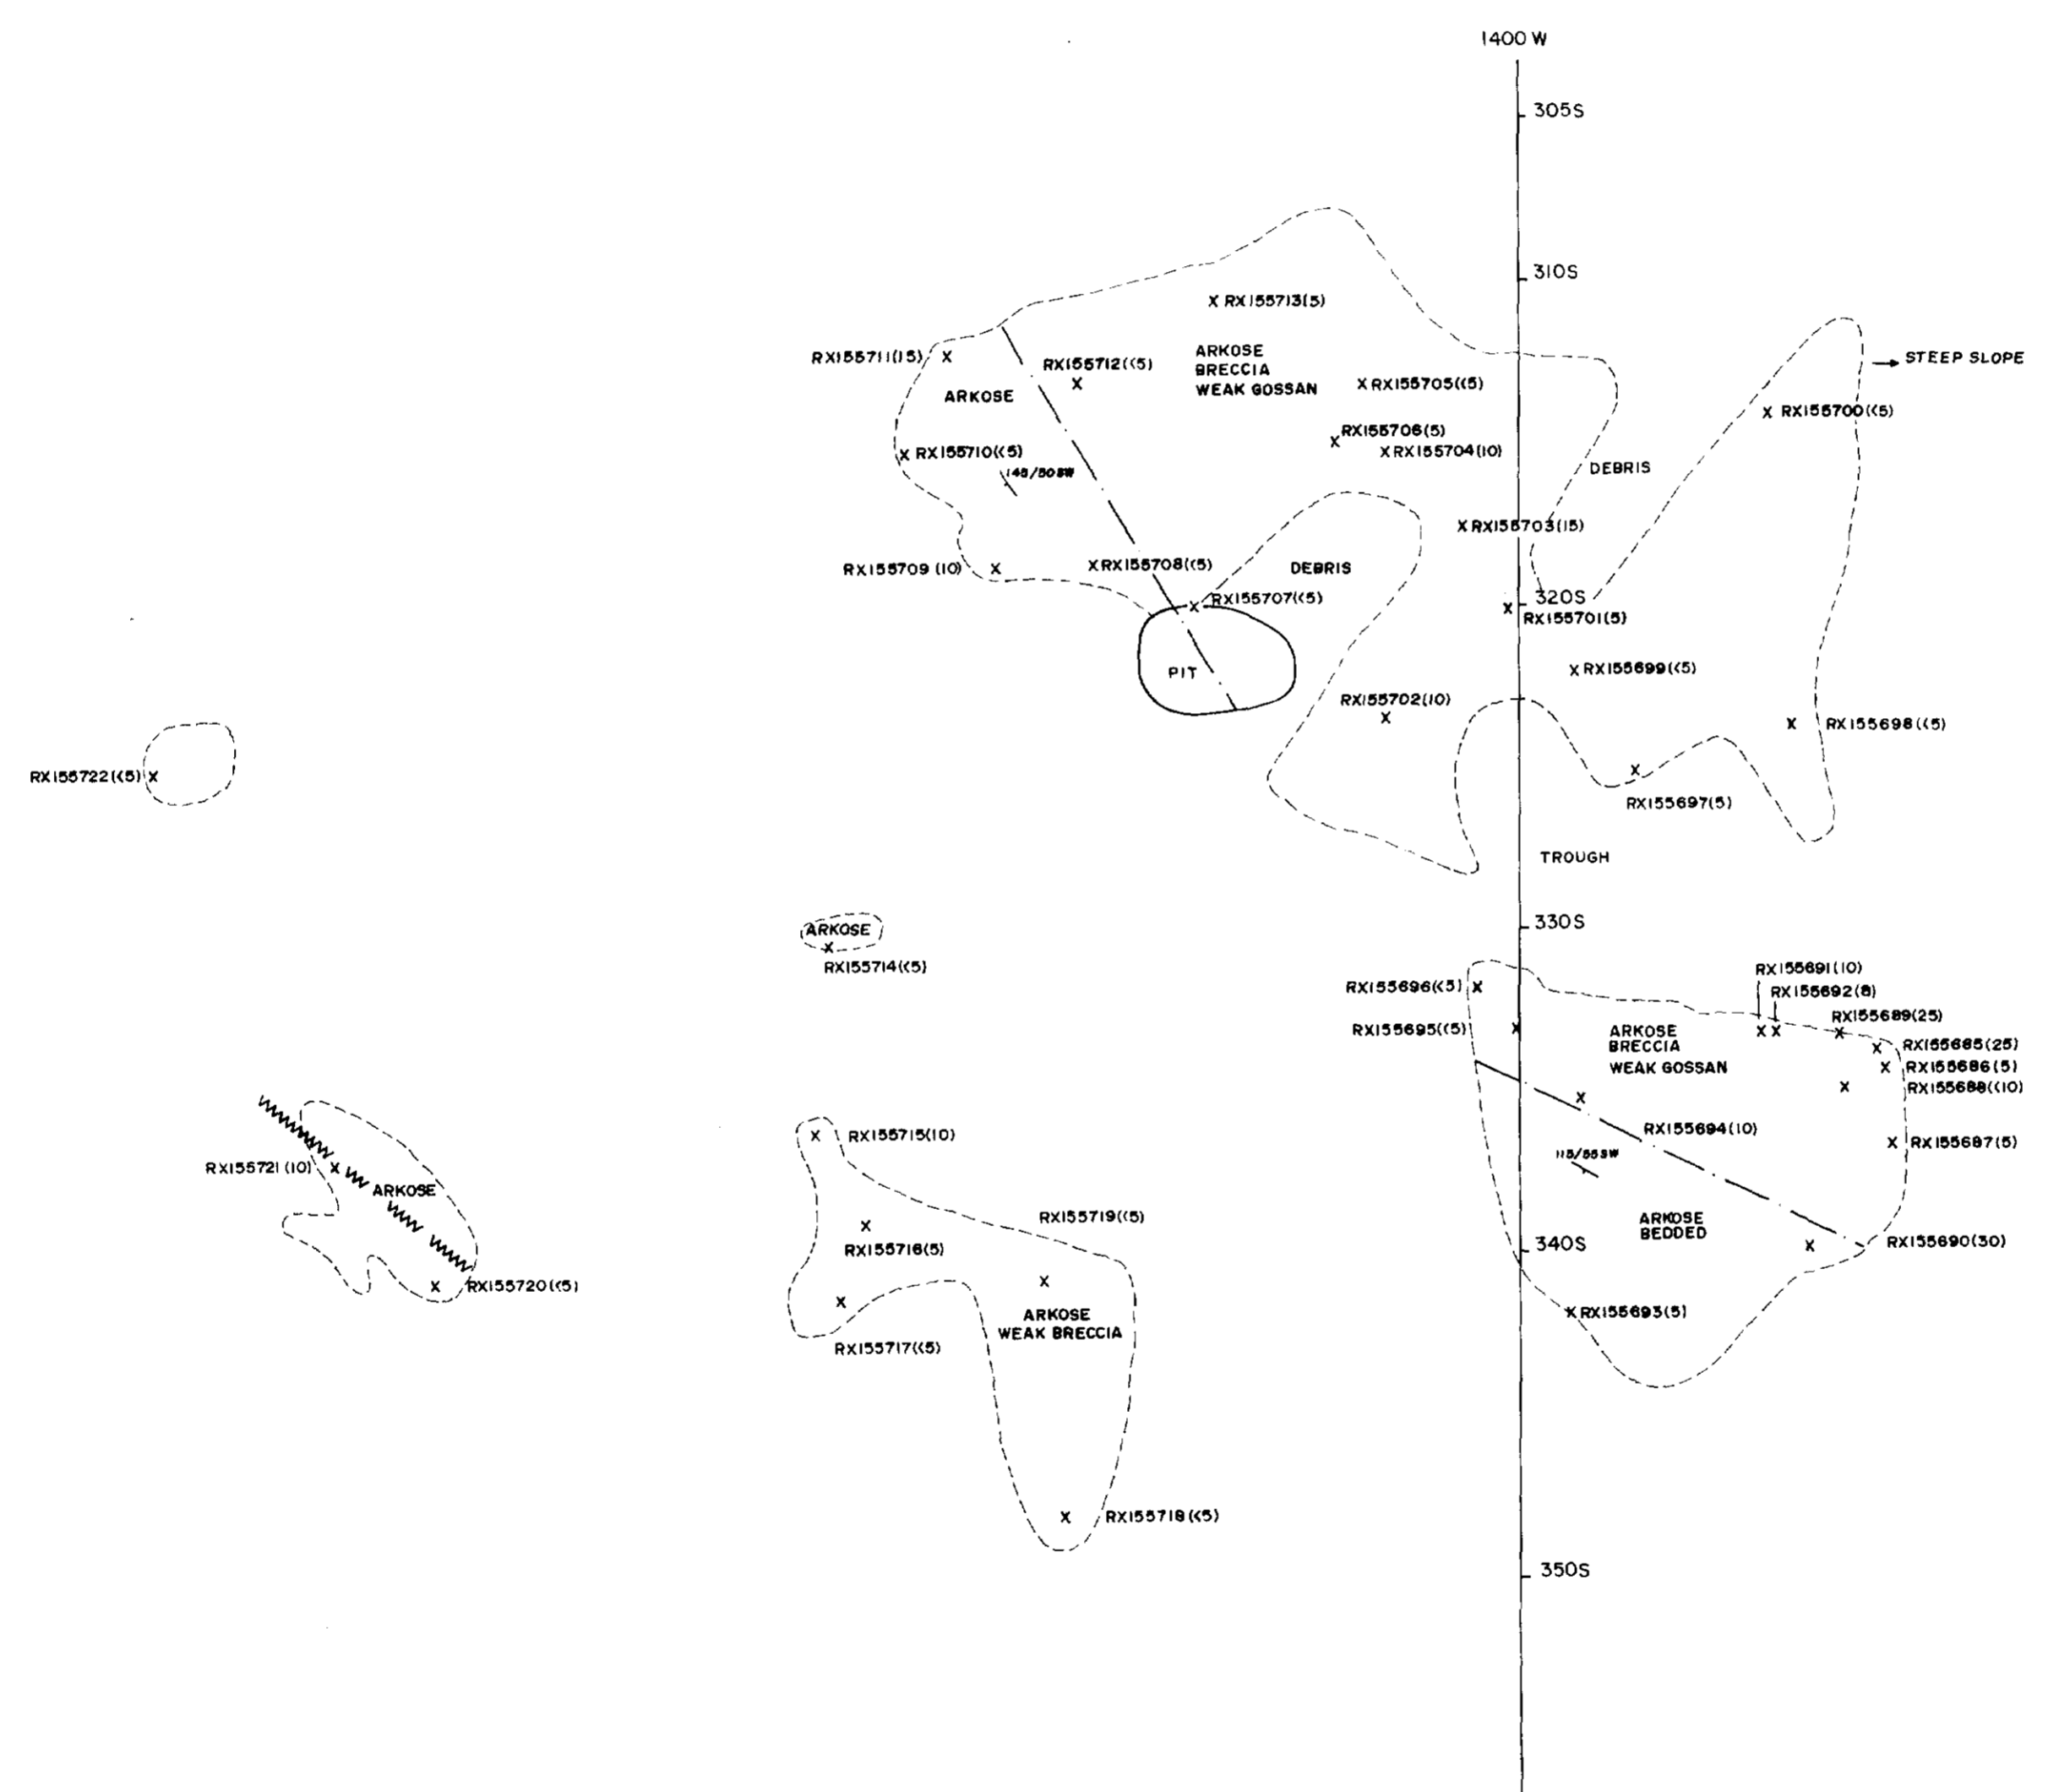 1400 W
305S
310S
X RX155713(5)
ARKOSE
BRECCIA
WEAK GOSSAN
RX155711(15) X
RX155712(<5)
X
STEEP SLOPE
X RX155705(<5)
ARKOSE
X RX155700(<5)
RX155706(5)
X
X RX155704(10)
X RX155710(<5)
145/50SW
DEBRIS
X RX155703(15)
X RX155708(<5)
DEBRIS
RX155709 (10) X
X RX155707(<5)
320S
X
RX155701(5)
PIT
X RX155699(<5)
RX155702(10)
X
X RX155698(<5)
RX155722(<5) X
X
RX155697(5)
TROUGH
330S
ARKOSE
X
RX155714(<5)
RX155691(10)
RX155692(8)
RX155696(<5) X
RX155689(25)
RX155695(<5) X
X X
X
ARKOSE
BRECCIA
WEAK GOSSAN
X RX155685(25)
X RX155686(5)
X RX155688(<10)
X
RX155694(10)
X RX155687(5)
X RX155715(10)
115/55SW
RX155721(10) X
ARKOSE
ARKOSE
BEDDED
RX155719(<5)
X
RX155716(5)
340S
X RX155690(30)
X
X RX155720(<5)
X
RX155717(<5)
ARKOSE
WEAK BRECCIA
X RX155693(5)
X RX155718(<5)
350S